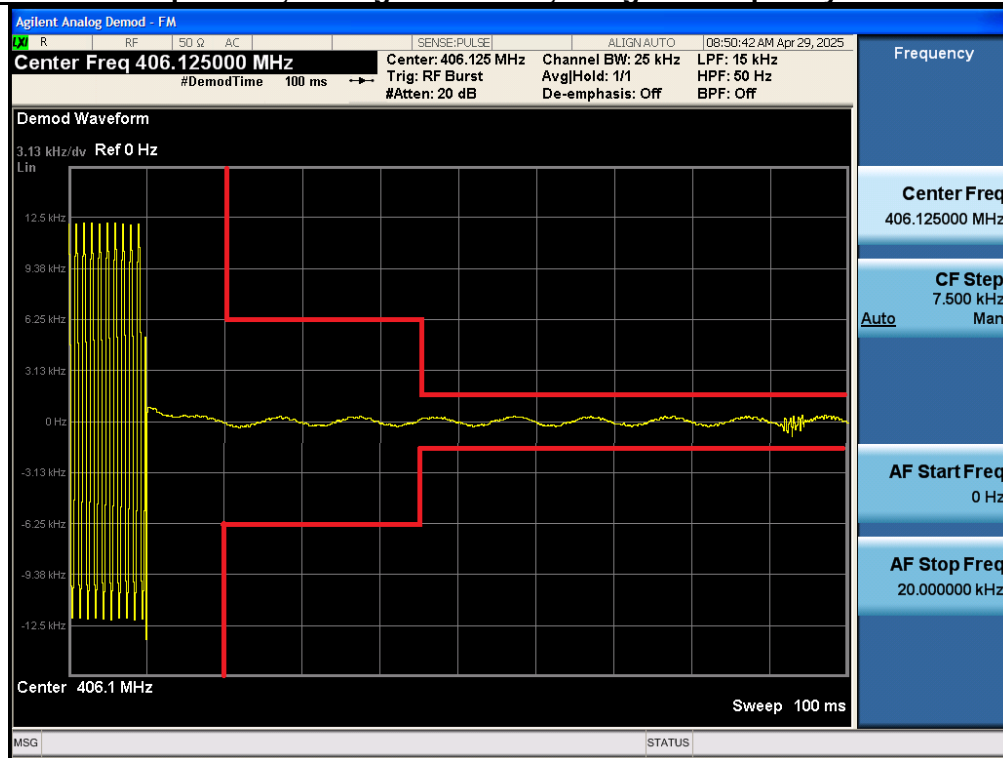 Agilent Analog Demod - FM
LXI R RF 50 Ω AC SENSE:PULSE ALIGN AUTO 08:50:42 AM Apr 29, 2025
Center Freq 406.125000 MHz
#DemodTime 100 ms
Center: 406.125 MHz Channel BW: 25 kHz LPF: 15 kHz
Trig: RF Burst Avg|Hold: 1/1 HPF: 50 Hz
#Atten: 20 dB De-emphasis: Off BPF: Off
Demod Waveform
3.13 kHz/dv Ref 0 Hz
Lin
12.5 kHz
9.38 kHz
6.25 kHz
3.13 kHz
0 Hz
-3.13 kHz
-6.25 kHz
-9.38 kHz
-12.5 kHz
Center 406.1 MHz
Sweep 100 ms
MSG STATUS
Frequency
Center Freq
406.125000 MHz
CF Step
7.500 kHz
Auto Man
AF Start Freq
0 Hz
AF Stop Freq
20.000000 kHz